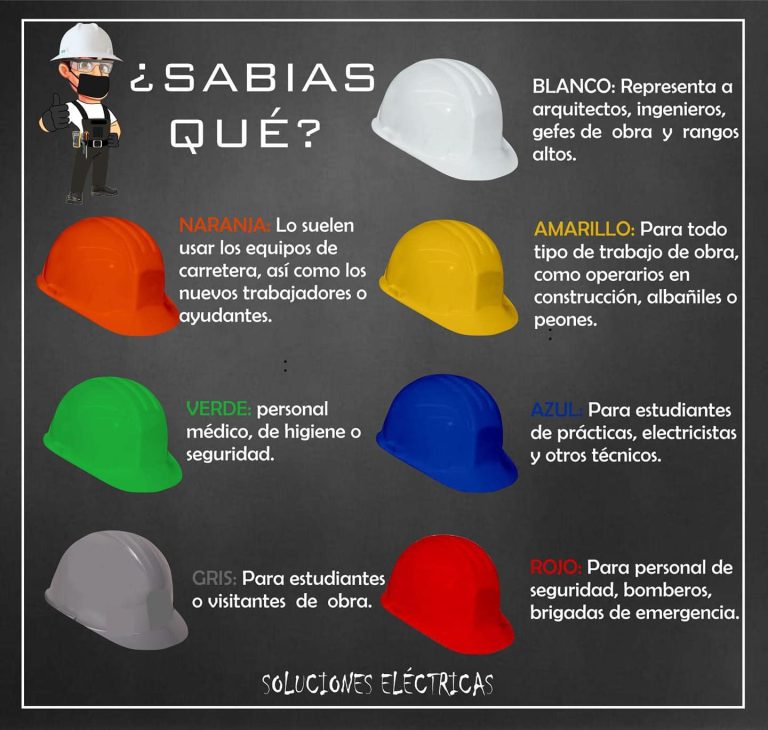 ¿SABIAS
QUÉ?
BLANCO: Representa a
arquitectos, ingenieros,
gefes de obra y rangos
altos.
NARANJA: Lo suelen
usar los equipos de
carretera, así como los
nuevos trabajadores o
ayudantes.
AMARILLO: Para todo
tipo de trabajo de obra,
como operarios en
construcción, albañiles o
peones.
VERDE: personal
médico, de higiene o
seguridad.
AZUL: Para estudiantes
de prácticas, electricistas
y otros técnicos.
GRIS: Para estudiantes
o visitantes de obra.
ROJO: Para personal de
seguridad, bomberos,
brigadas de emergencia.
SOLUCIONES ELÉCTRICAS